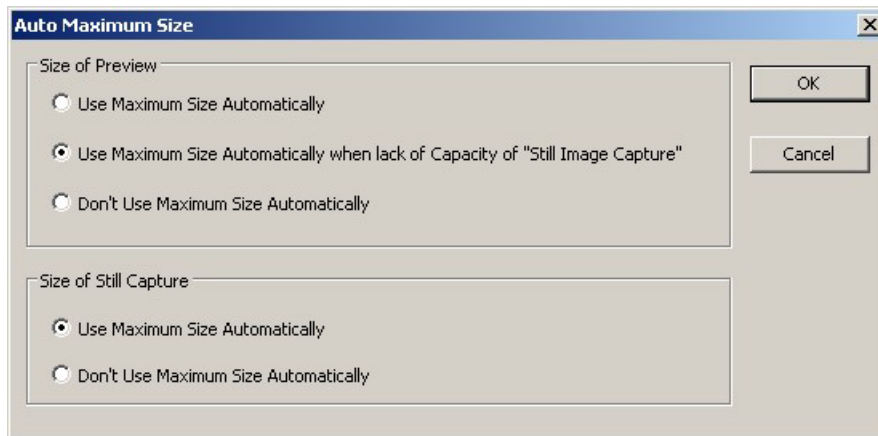 Auto Maximum Size
Size of Preview
Use Maximum Size Automatically
OK
Use Maximum Size Automatically when lack of Capacity of "Still Image Capture"
Cancel
Don't Use Maximum Size Automatically
Size of Still Capture
Use Maximum Size Automatically
Don't Use Maximum Size Automatically